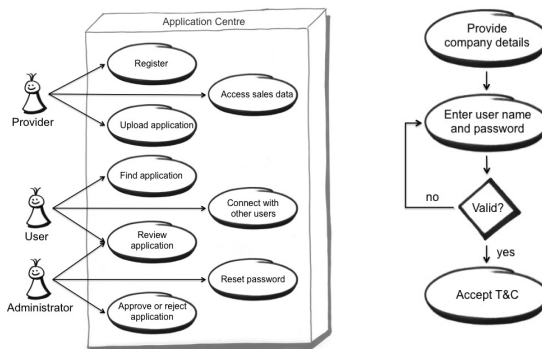 Application Centre
Register
Access sales data
Provider
Upload application
Find application
Connect with
other users
User
Review
application
Administrator
Reset password
Approve or reject
application
Provide
company details
Enter user name
and password
no
Valid?
yes
Accept T&C